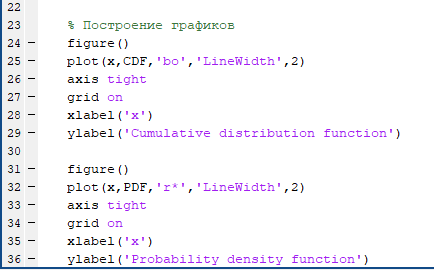 22
23 % Построение графиков
24 – figure()
25 – plot(x,CDF,'bo','LineWidth',2)
26 – axis tight
27 – grid on
28 – xlabel('x')
29 – ylabel('Cumulative distribution function')
30
31 – figure()
32 – plot(x,PDF,'r*','LineWidth',2)
33 – axis tight
34 – grid on
35 – xlabel('x')
36 – ylabel('Probability density function')